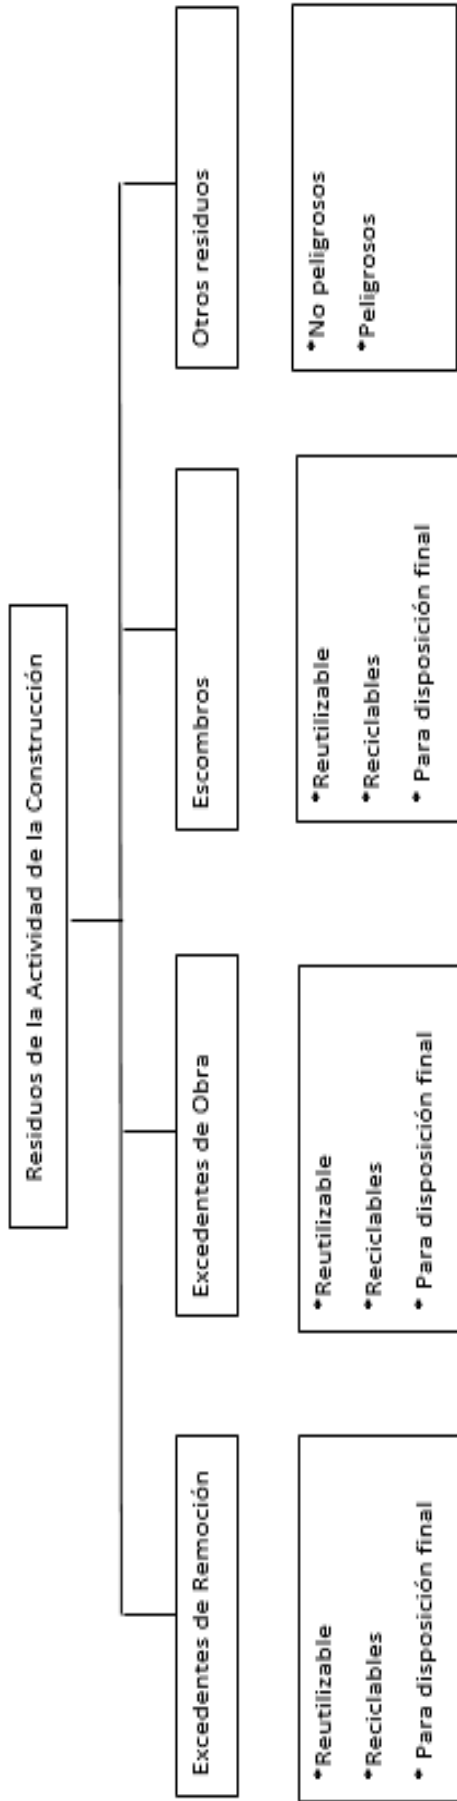 Residuos de la Actividad de la Construcción
Excedentes de Remoción
Excedentes de Obra
Escombros
Otros residuos
*Reutilizable
*Reciclables
* Para disposición final
*Reutilizable
*Reciclables
* Para disposición final
*Reutilizable
*Reciclables
* Para disposición final
*No peligrosos
*Peligrosos